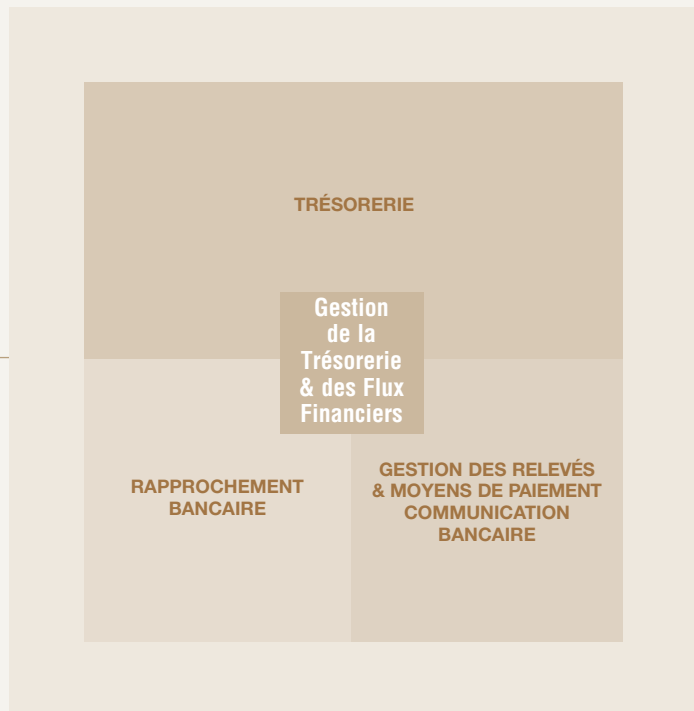 TRÉSORERIE
Gestion
de la
Trésorerie
& des Flux
Financiers
RAPPROCHEMENT
BANCAIRE
GESTION DES RELEVÉS
& MOYENS DE PAIEMENT
COMMUNICATION
BANCAIRE